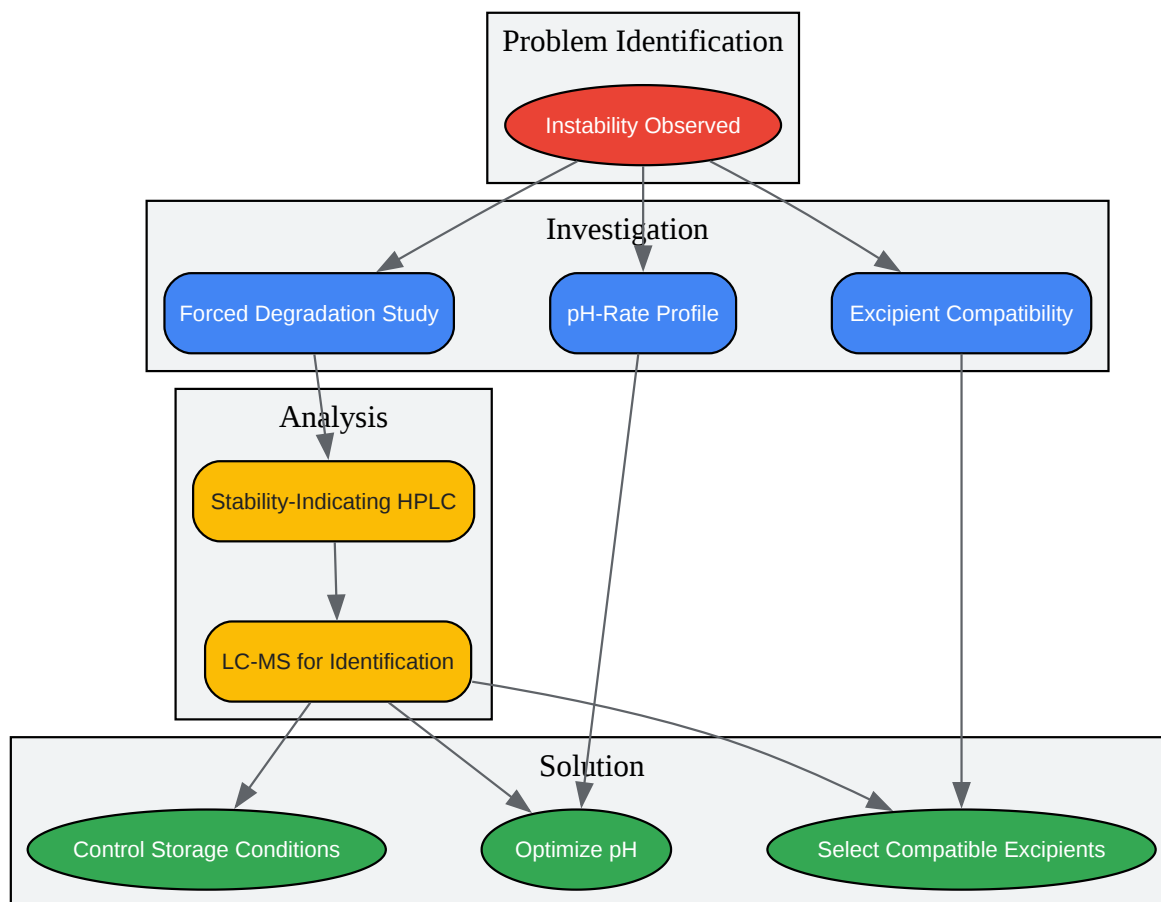 Problem Identification
Instability Observed
Investigation
Forced Degradation Study
pH-Rate Profile
Excipient Compatibility
Analysis
Stability-Indicating HPLC
LC-MS for Identification
Solution
Control Storage Conditions
Optimize pH
Select Compatible Excipients